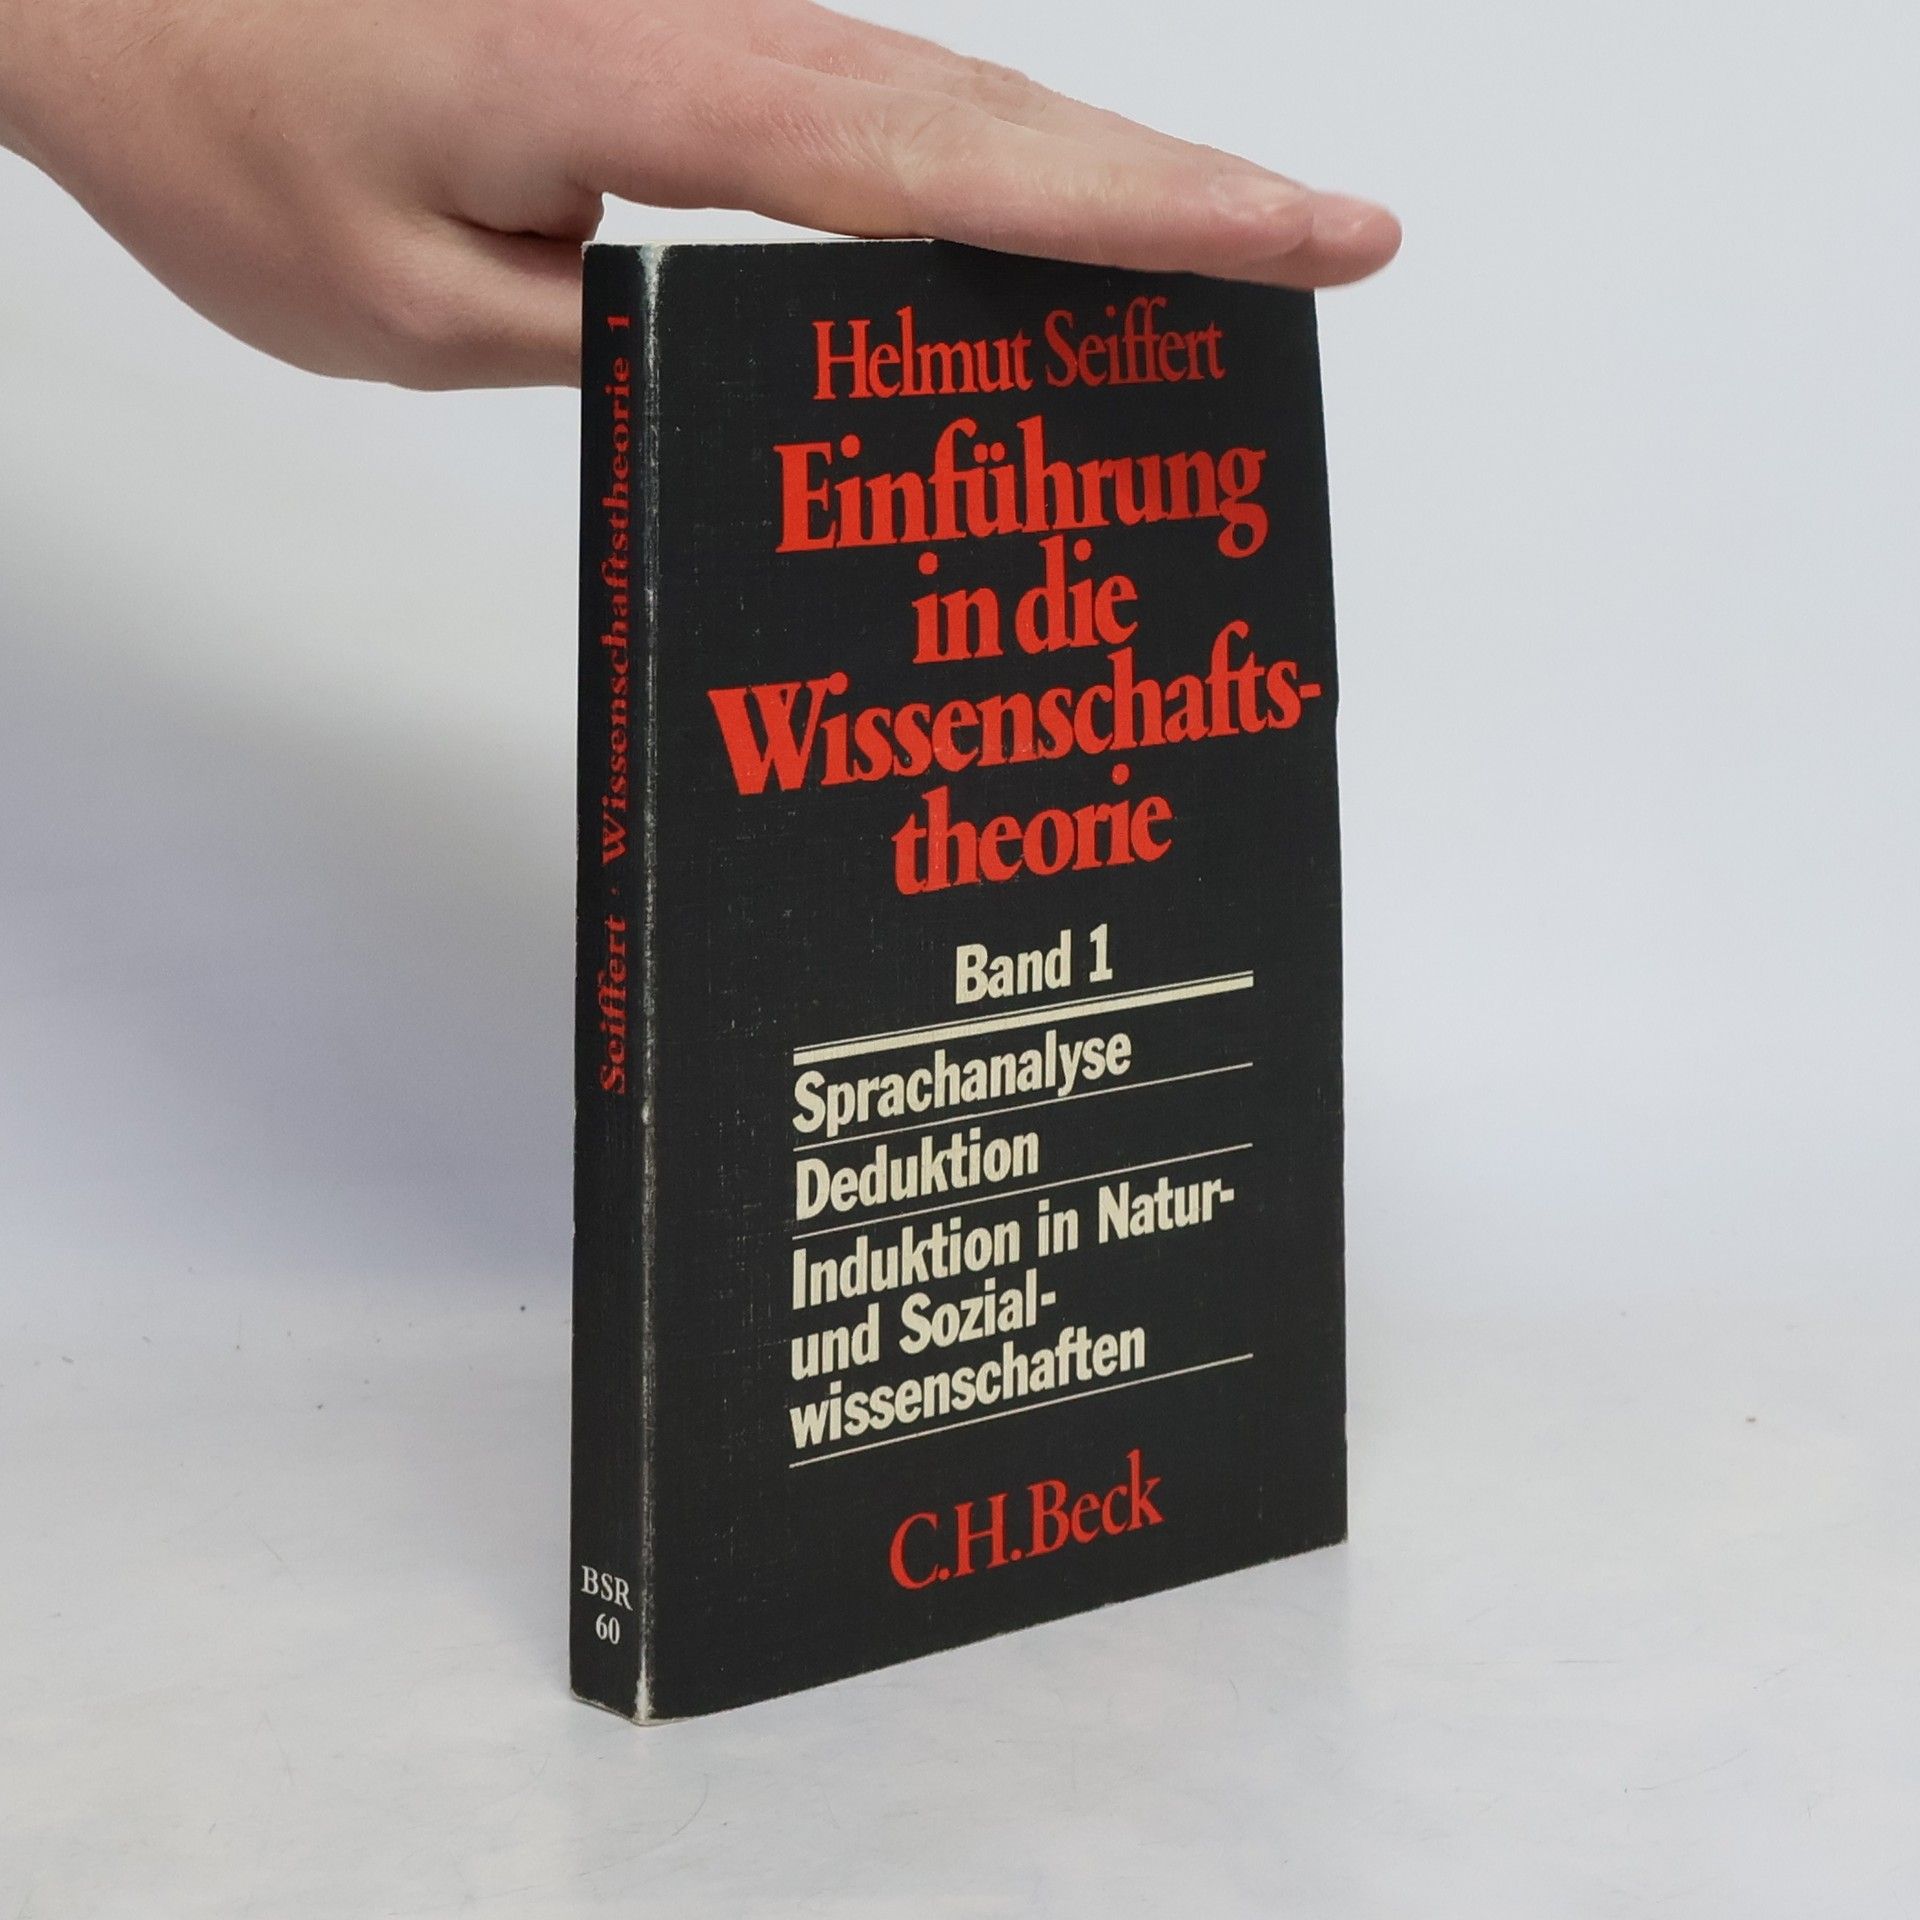 Helmut Seiffert
Einführung
in die
Wissenschafts-
theorie
Band 1
Sprachanalyse
Deduktion
Induktion in Natur-
und Sozial-
wissenschaften
C.H.Beck
Seiffert · Wissenschaftstheorie 1
BSR
60